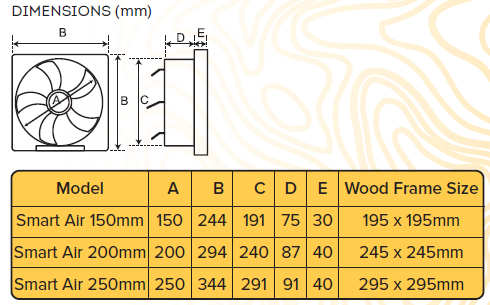 DIMENSIONS (mm)
B D E
A B C
Model A B C D E Wood Frame Size
Smart Air 150mm 150 244 191 75 30 195 x 195mm
Smart Air 200mm 200 294 240 87 40 245 x 245mm
Smart Air 250mm 250 344 291 91 40 295 x 295mm